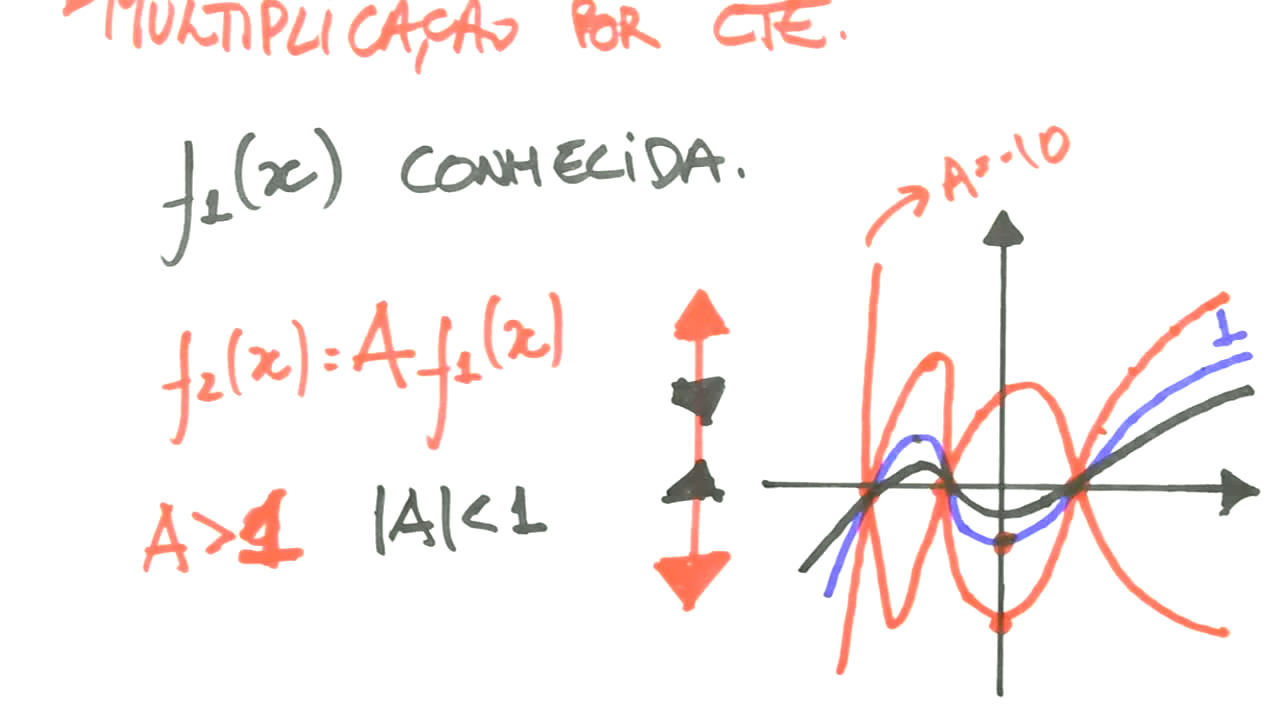 MULTIPLICAÇÃO POR CTE.
f₁(x) CONHECIDA.
A=-10
f₂(x)=A f₁(x)
1
A>1 |A|<1